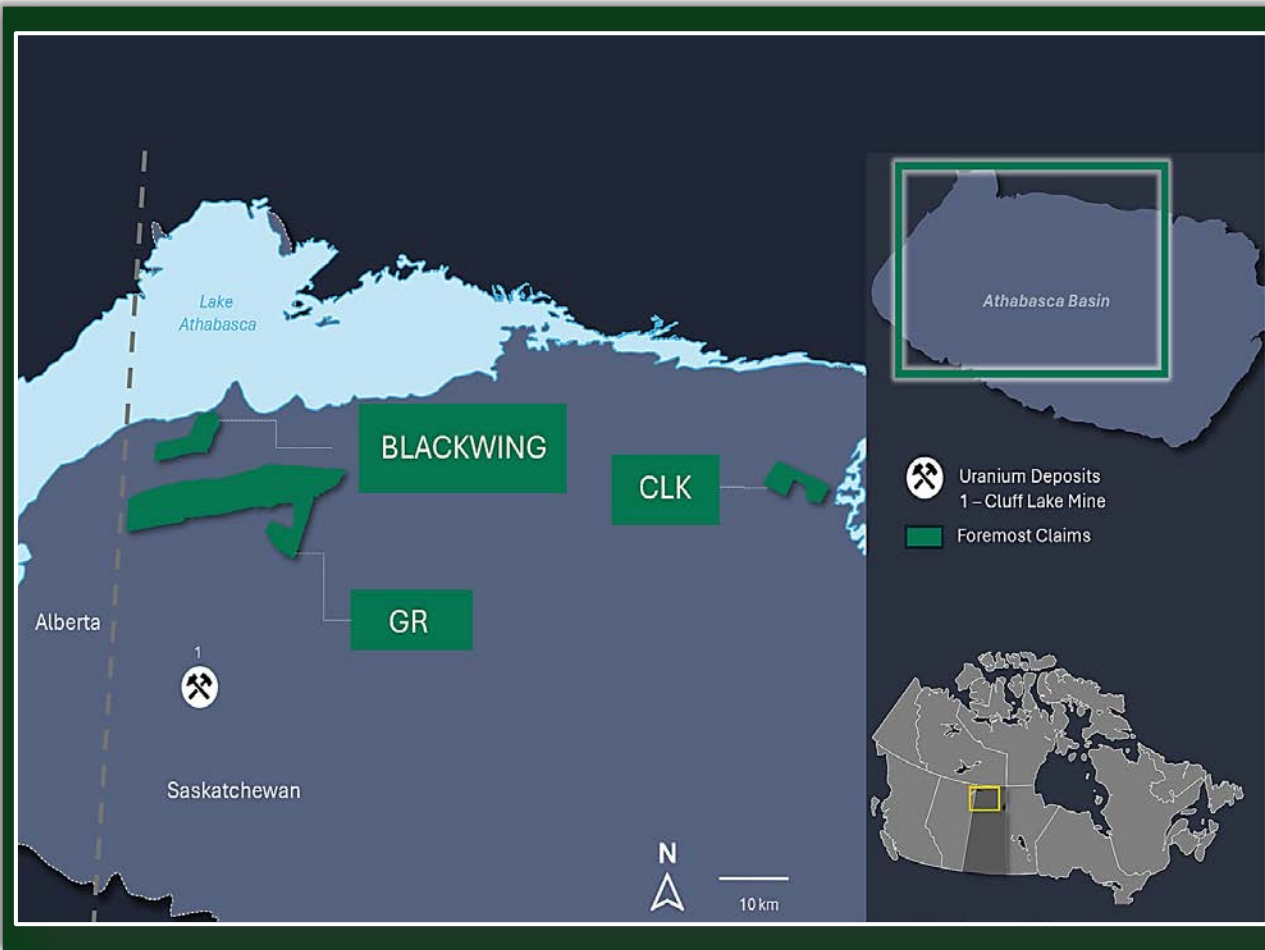 Lake
Athabasca
Athabasca Basin
BLACKWING
CLK
Uranium Deposits
1 – Cluff Lake Mine
Foremost Claims
GR
Alberta
1
Saskatchewan
N
10 km